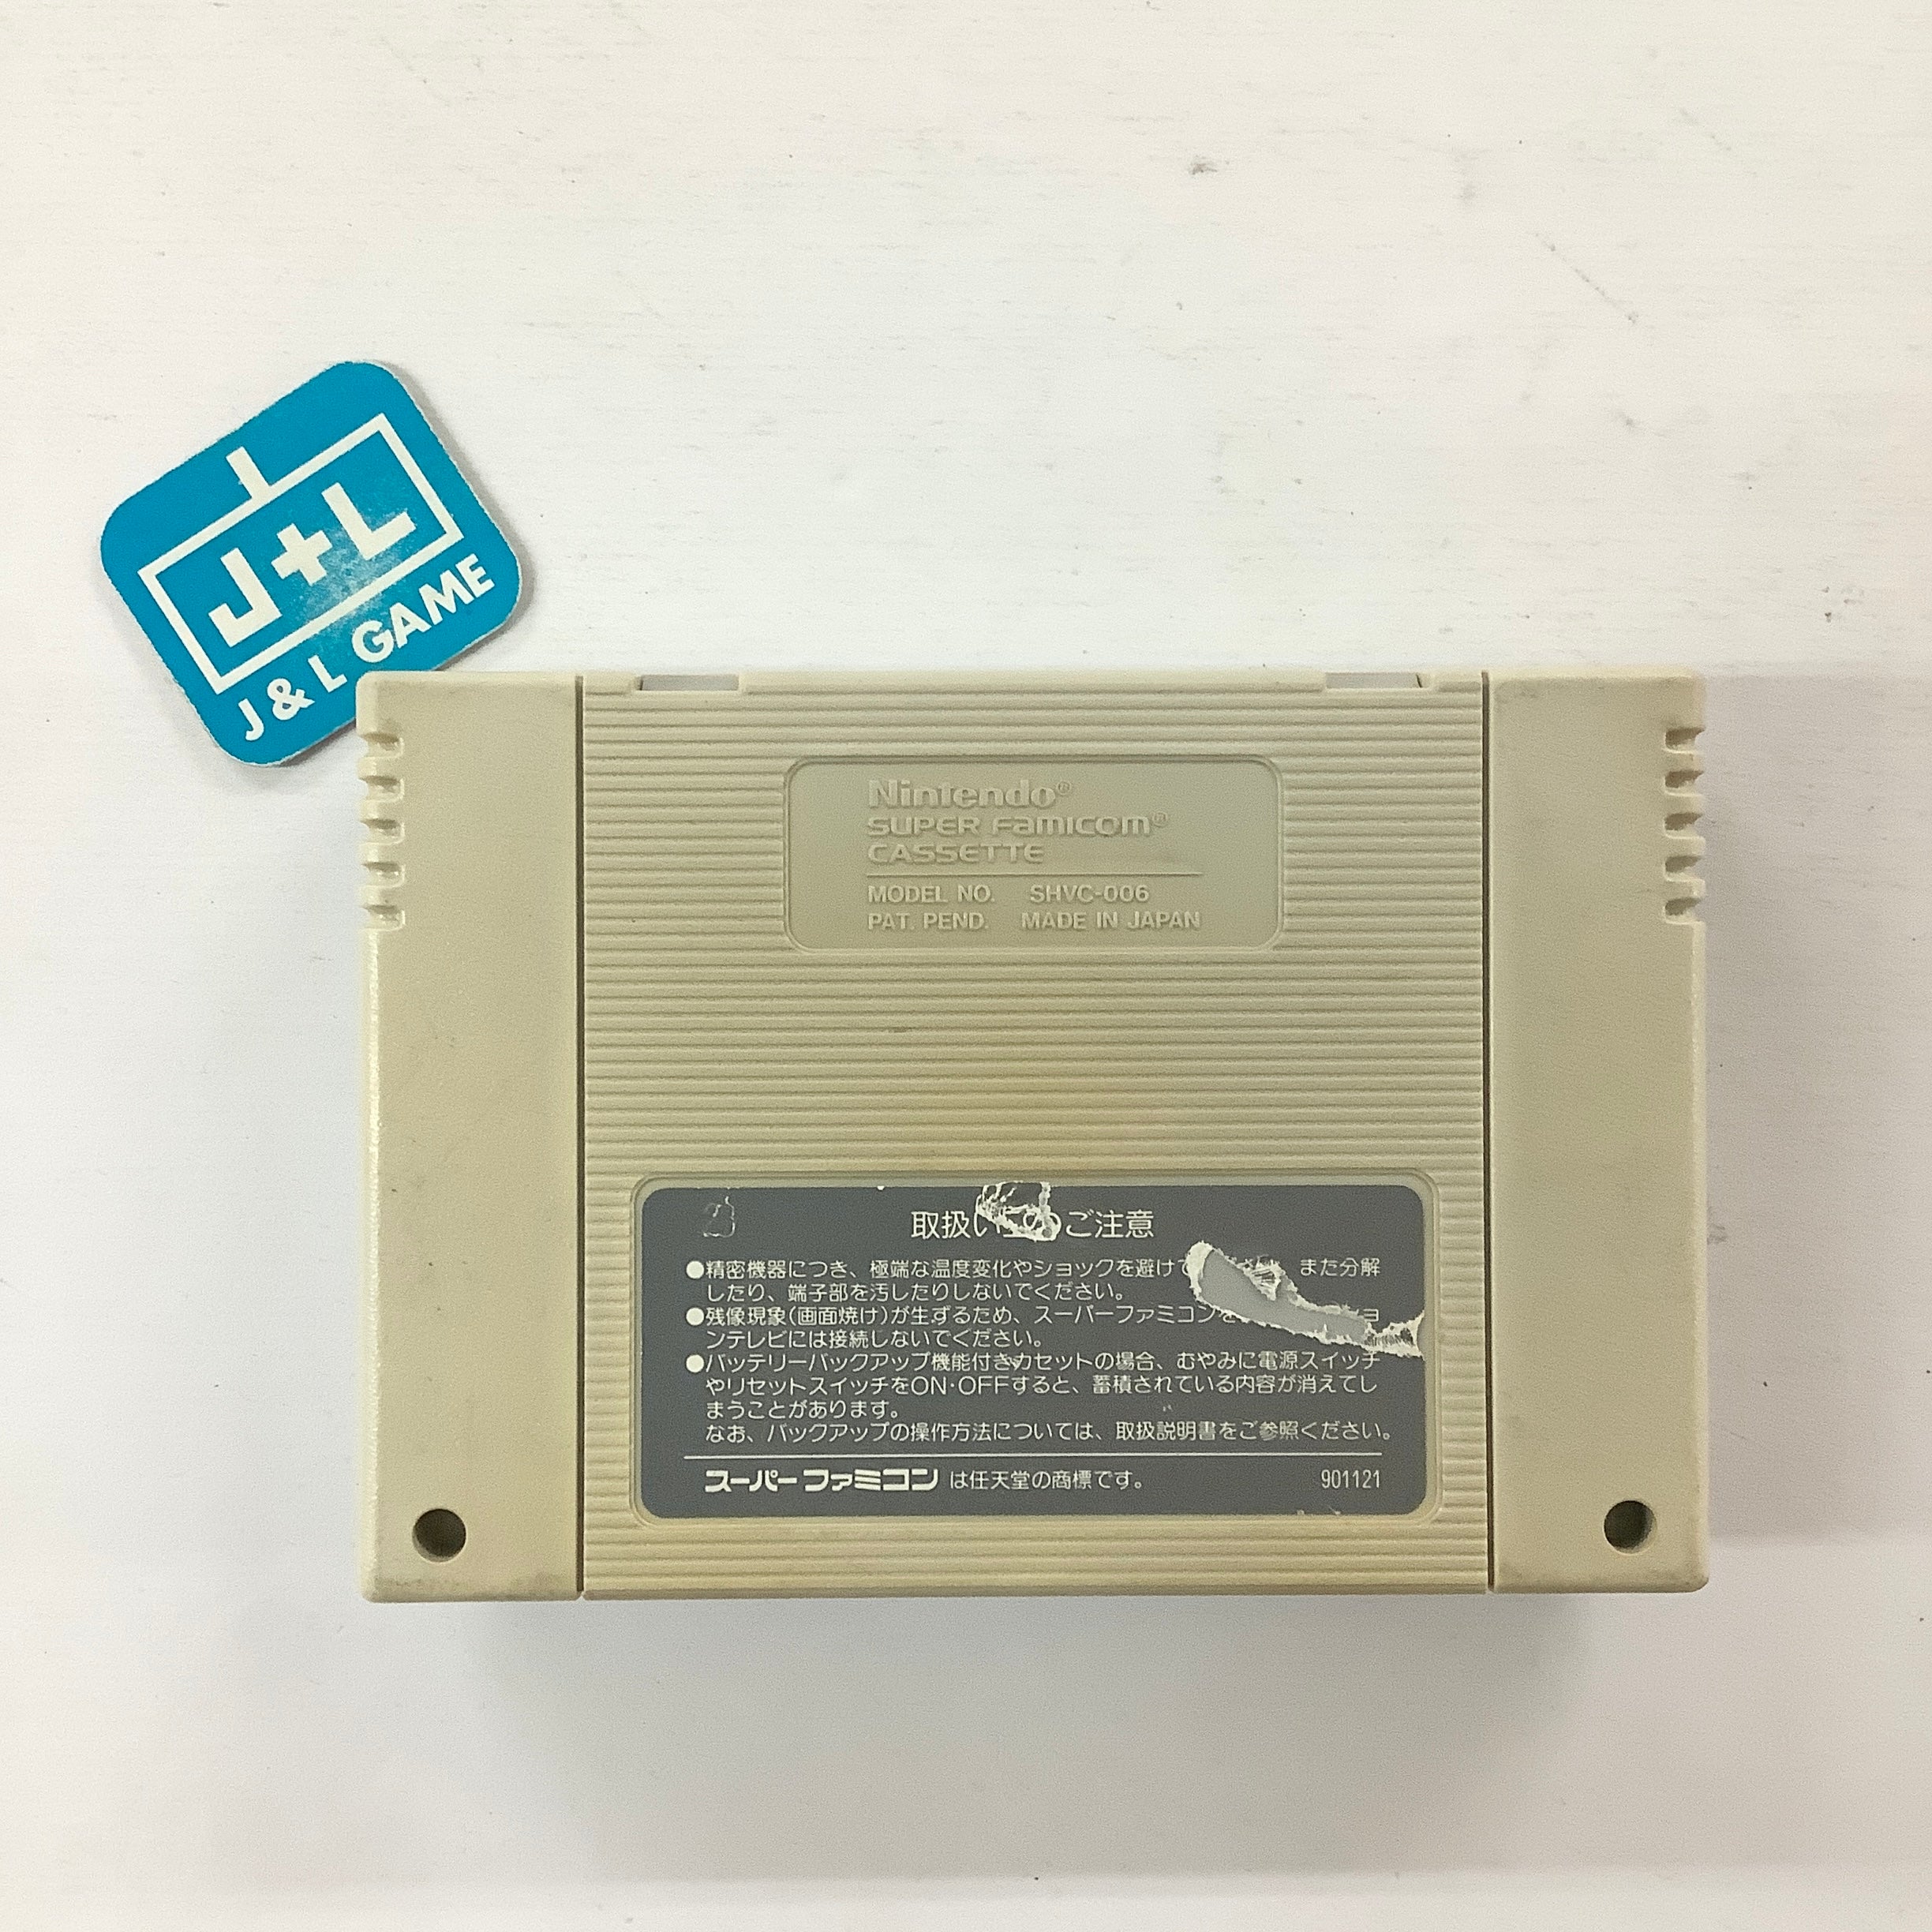 J+L
J & L GAME
Nintendo®
SUPER FAMICOM®
CASSETTE
MODEL NO. SHVC-006
PAT. PEND. MADE IN JAPAN
取扱い上のご注意
●精密機器につき、極端な温度変化やショックを避けて また分解
したり、端子部を汚したりしないでください。
●残像現象(画面焼け)が生ずるため、スーパーファミコンを ョ
ンテレビには接続しないでください。
●バッテリーバックアップ機能付きカセットの場合、むやみに電源スイッチ
やリセットスイッチをON・OFFすると、蓄積されている内容が消えてし
まうことがあります。
なお、バックアップの操作方法については、取扱説明書をご参照ください。
スーパーファミコン は任天堂の商標です。 901121